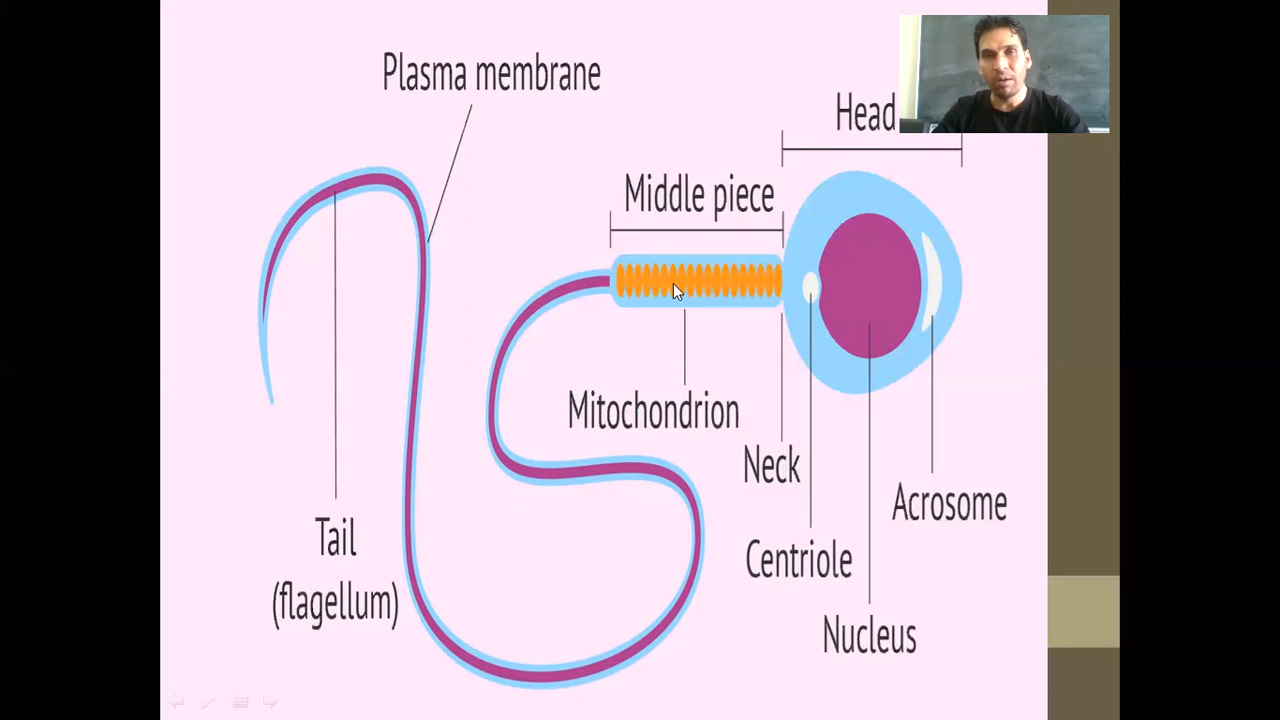 Plasma membrane
Head
Middle piece
Mitochondrion
Neck
Acrosome
Tail
(flagellum)
Centriole
Nucleus